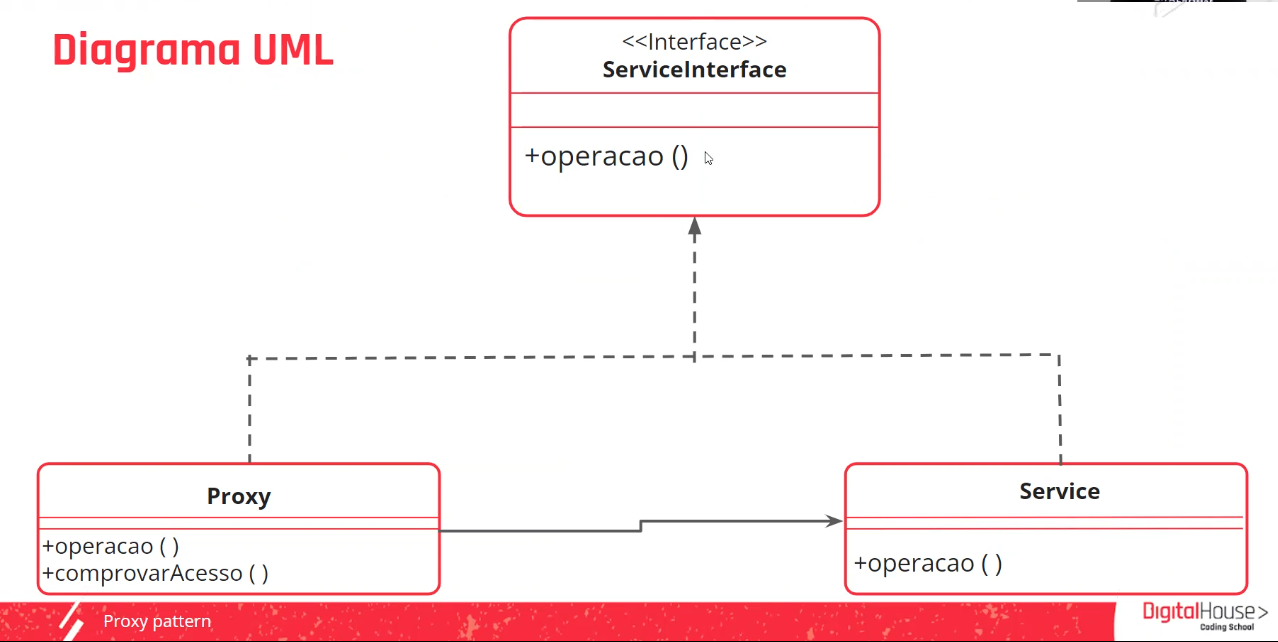 Diagrama UML
<<Interface>>
ServiceInterface
+operacao ()
Proxy
+operacao ( )
+comprovarAcesso ( )
Service
+operacao ( )
Proxy pattern
DigitalHouse>
Coding School